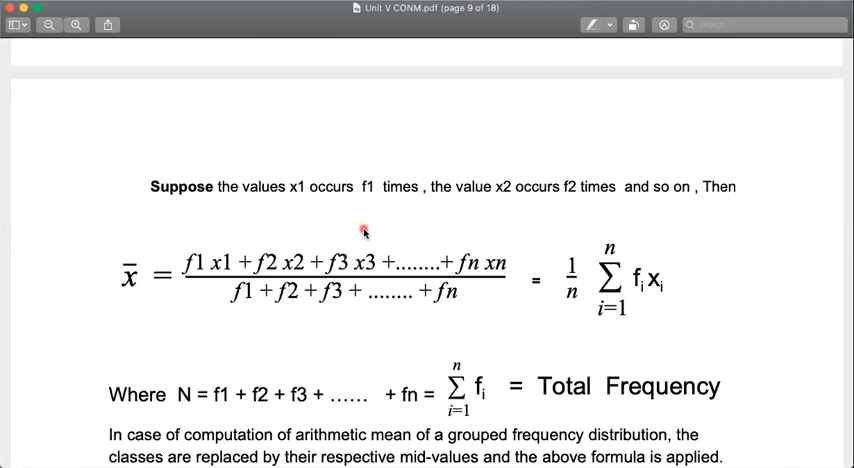 Unit V CONM.pdf (page 9 of 18)
Search
Suppose the values x1 occurs f1 times , the value x2 occurs f2 times and so on , Then
x̄ = (f1 x1 + f2 x2 + f3 x3 +........+ fn xn) / (f1 + f2 + f3 + ........ + fn) = 1/n ∑_{i=1}^{n} fᵢ xᵢ
Where N = f1 + f2 + f3 + ...... + fn = ∑_{i=1}^{n} fᵢ = Total Frequency
In case of computation of arithmetic mean of a grouped frequency distribution, the
classes are replaced by their respective mid-values and the above formula is applied.